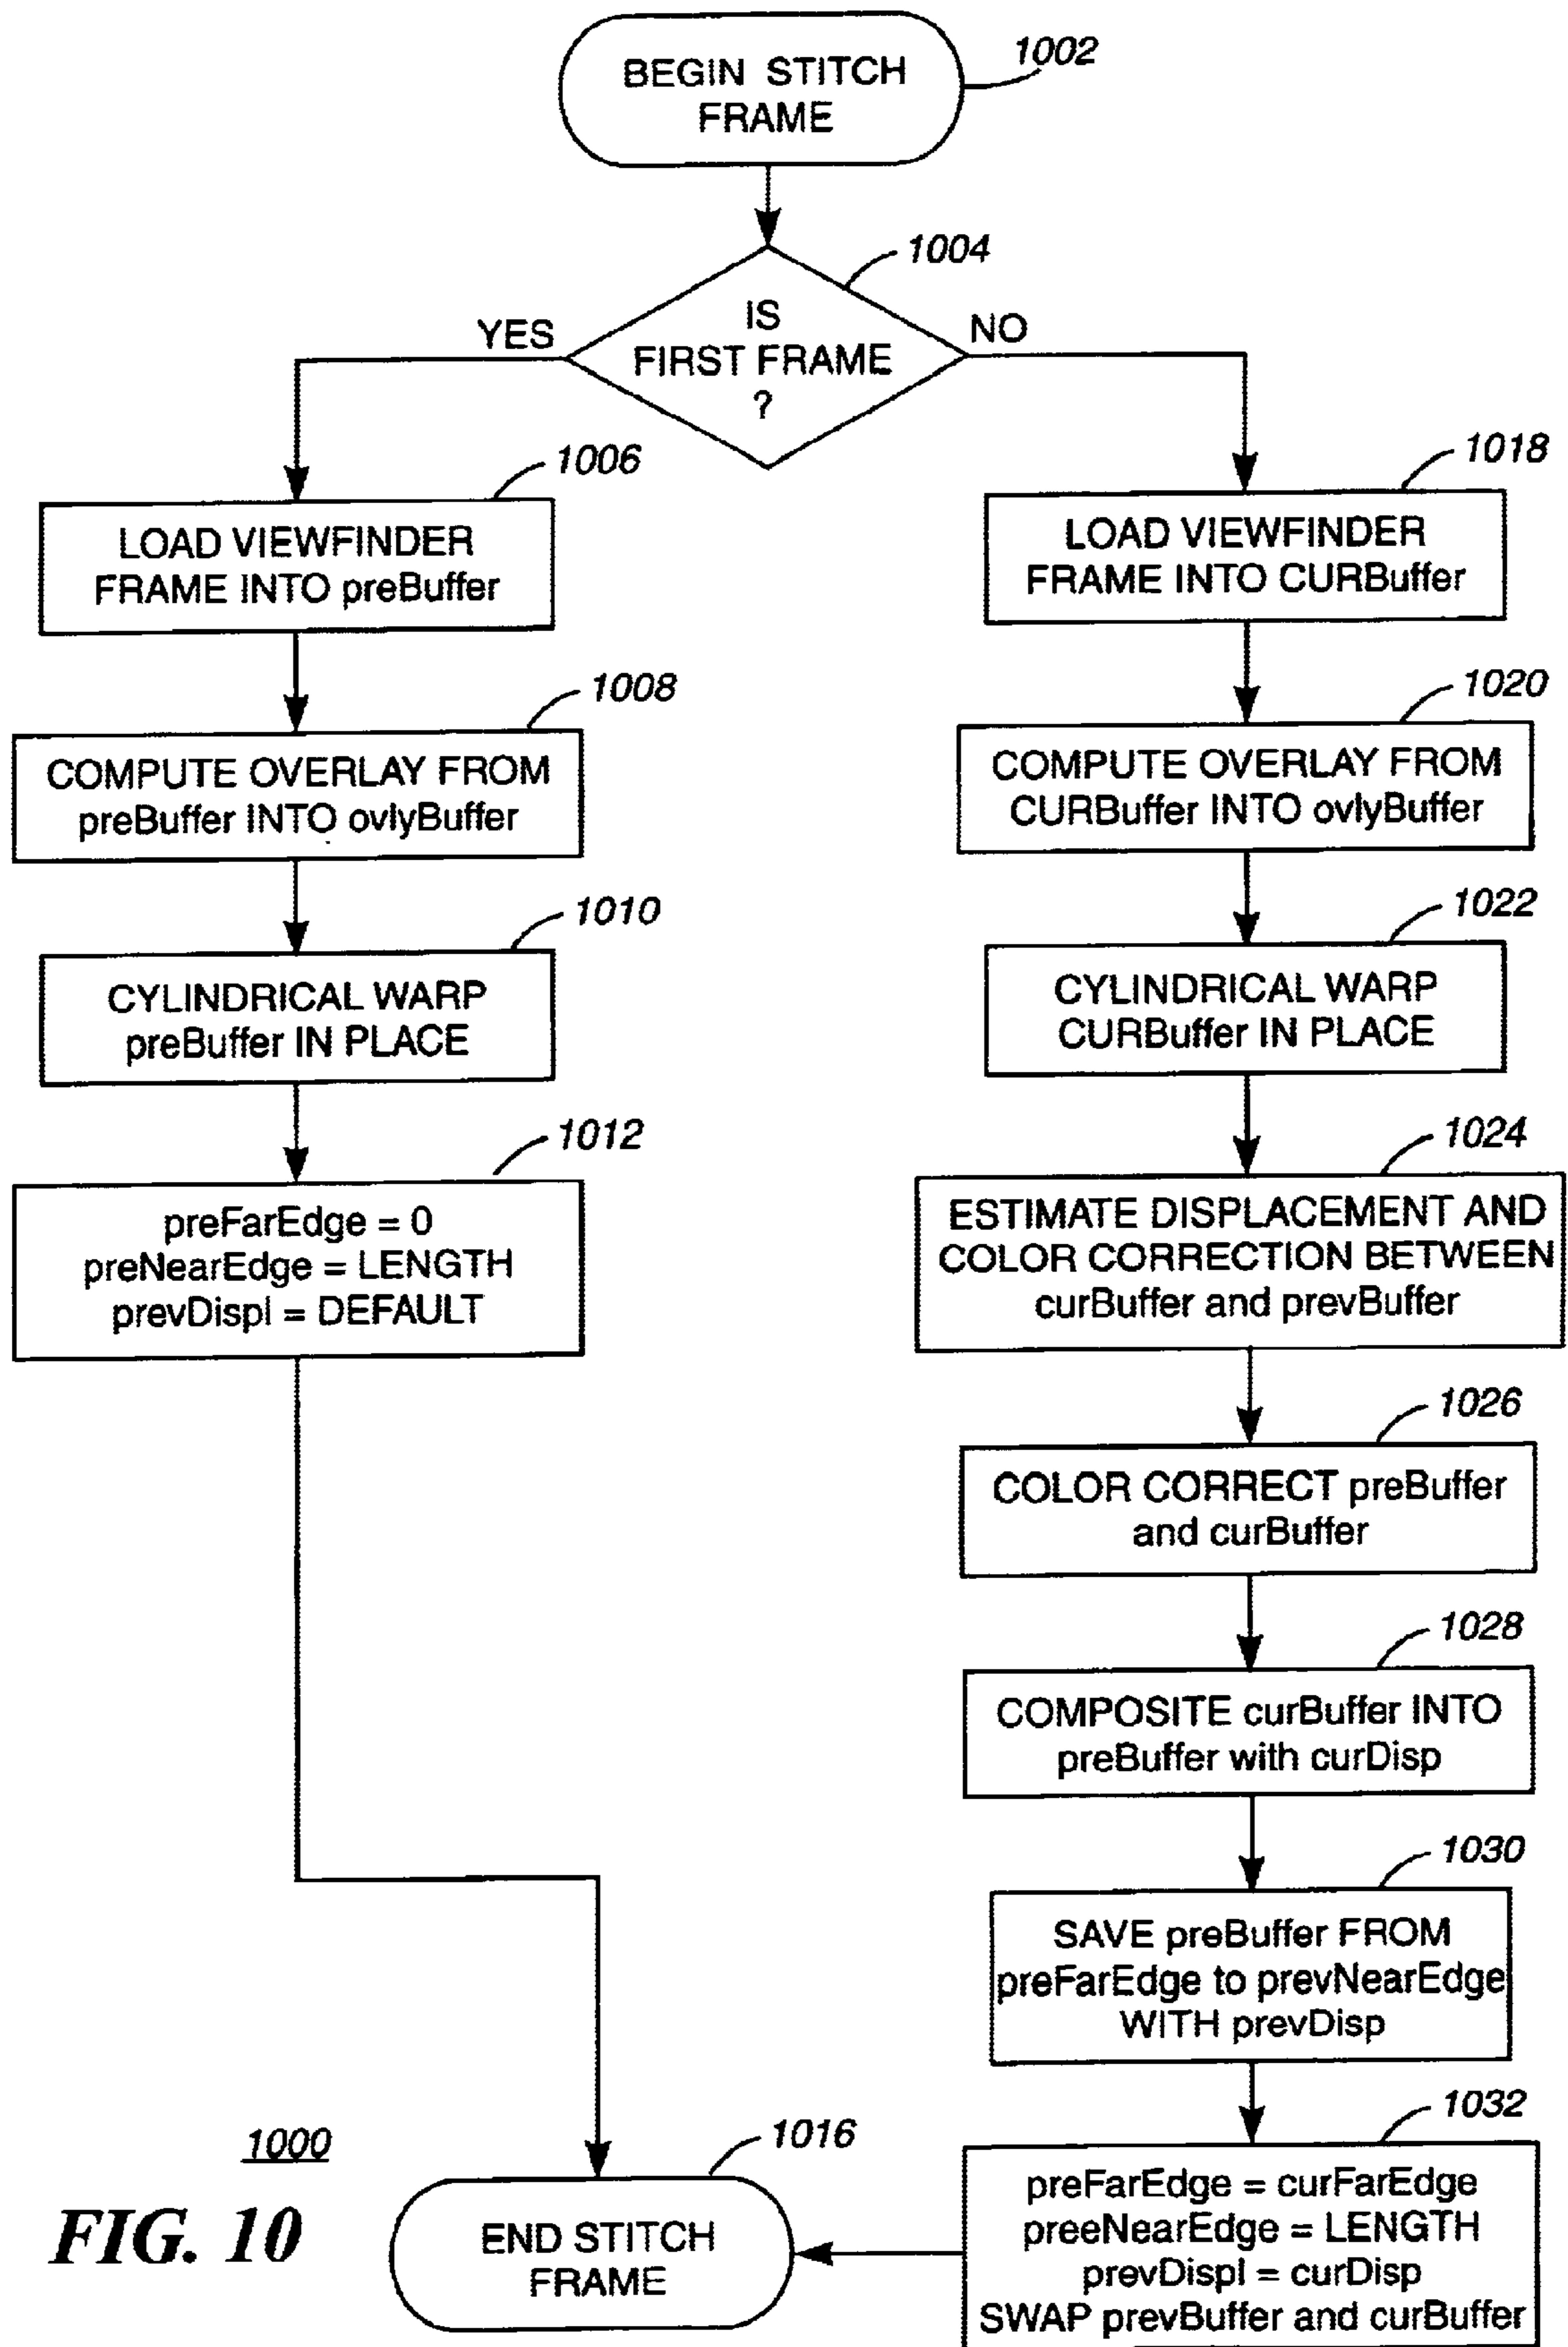 BEGIN STITCH
FRAME
1002
1004
IS
FIRST FRAME
?
YES
NO
1006
LOAD VIEWFINDER
FRAME INTO preBuffer
1008
COMPUTE OVERLAY FROM
preBuffer INTO ovlyBuffer
1010
CYLINDRICAL WARP
preBuffer IN PLACE
1012
preFarEdge = 0
preNearEdge = LENGTH
prevDispl = DEFAULT
1018
LOAD VIEWFINDER
FRAME INTO CURBuffer
1020
COMPUTE OVERLAY FROM
CURBuffer INTO ovlyBuffer
1022
CYLINDRICAL WARP
CURBuffer IN PLACE
1024
ESTIMATE DISPLACEMENT AND
COLOR CORRECTION BETWEEN
curBuffer and prevBuffer
1026
COLOR CORRECT preBuffer
and curBuffer
1028
COMPOSITE curBuffer INTO
preBuffer with curDisp
1030
SAVE preBuffer FROM
preFarEdge to prevNearEdge
WITH prevDisp
1032
preFarEdge = curFarEdge
preeNearEdge = LENGTH
prevDispl = curDisp
SWAP prevBuffer and curBuffer
1016
END STITCH
FRAME
1000
FIG. 10